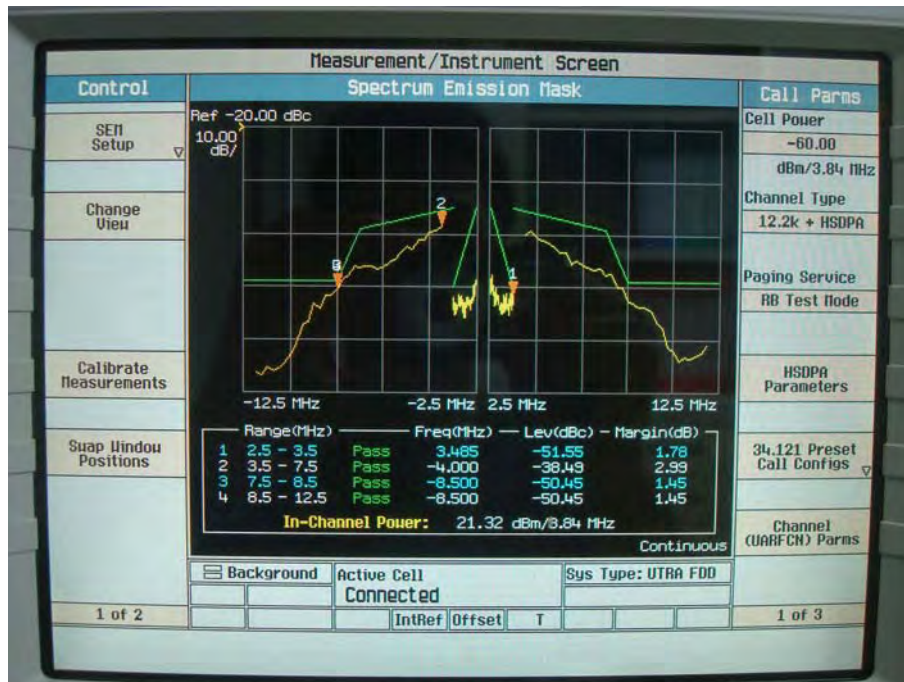 Measurement/Instrument Screen
Control
Spectrum Emission Mask
Call Parms
SEM
Setup
Change
View
Calibrate
Measurements
Swap Window
Positions
1 of 2
Ref -20.00 dBc
10.00
dB/
2
1
-12.5 MHz
-2.5 MHz
2.5 MHz
12.5 MHz
Range(MHz) Freq(MHz) Lev(dBc) Margin(dB)
1 2.5 - 3.5 Pass 3.485 -51.55 1.78
2 3.5 - 7.5 Pass -4.000 -38.49 2.99
3 7.5 - 8.5 Pass -8.500 -50.45 1.45
4 8.5 - 12.5 Pass -8.500 -50.45 1.45
In-Channel Power: 21.32 dBm/3.84 MHz
Continuous
Background
Active Cell
Connected
Sys Type: UTRA FDD
IntRef
Offset
T
Cell Power
-60.00
dBm/3.84 MHz
Channel Type
12.2k + HSDPA
Paging Service
RB Test Mode
HSDPA
Parameters
34.121 Preset
Call Configs
Channel
(UARFCN) Parms
1 of 3